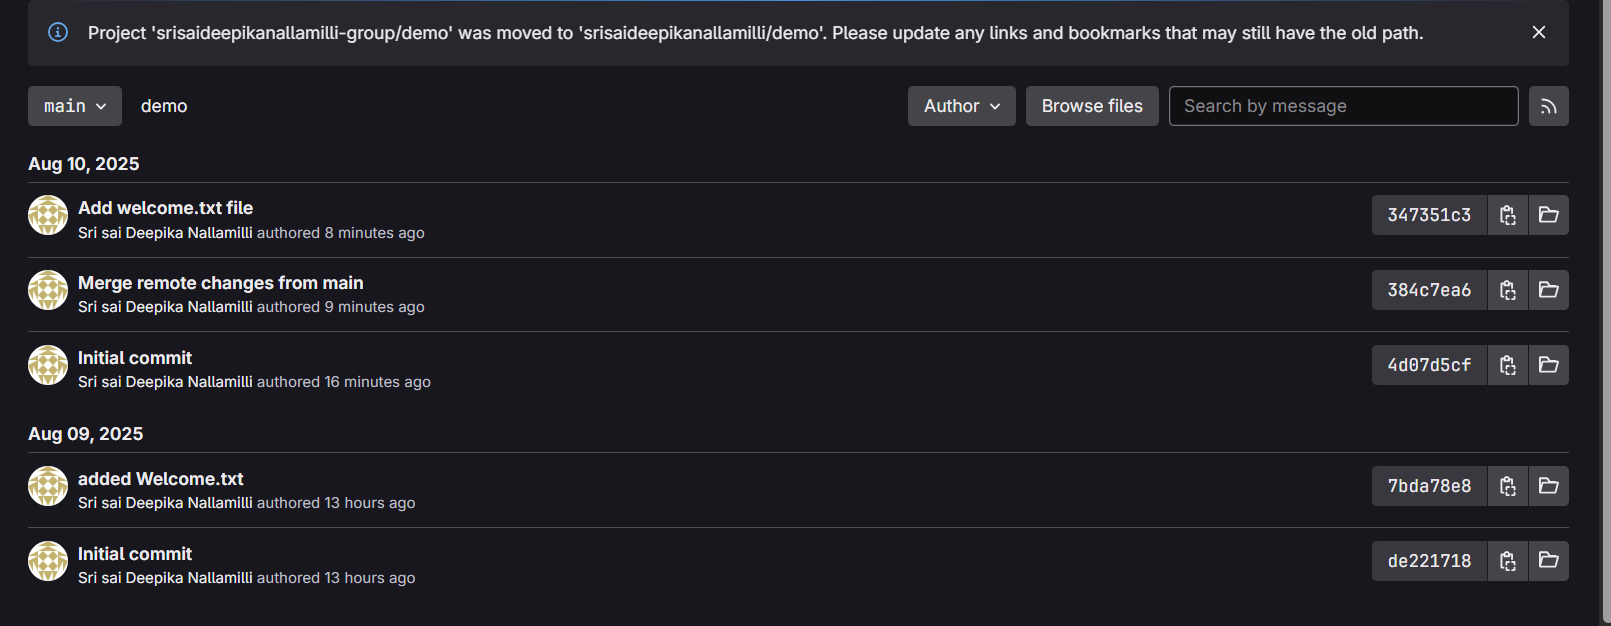 Project 'srisaideepikanallamilli-group/demo' was moved to 'srisaideepikanallamilli/demo'. Please update any links and bookmarks that may still have the old path.
main demo Author Browse files Search by message
Aug 10, 2025
Add welcome.txt file
Sri sai Deepika Nallamilli authored 8 minutes ago
347351c3
Merge remote changes from main
Sri sai Deepika Nallamilli authored 9 minutes ago
384c7ea6
Initial commit
Sri sai Deepika Nallamilli authored 16 minutes ago
4d07d5cf
Aug 09, 2025
added Welcome.txt
Sri sai Deepika Nallamilli authored 13 hours ago
7bda78e8
Initial commit
Sri sai Deepika Nallamilli authored 13 hours ago
de221718